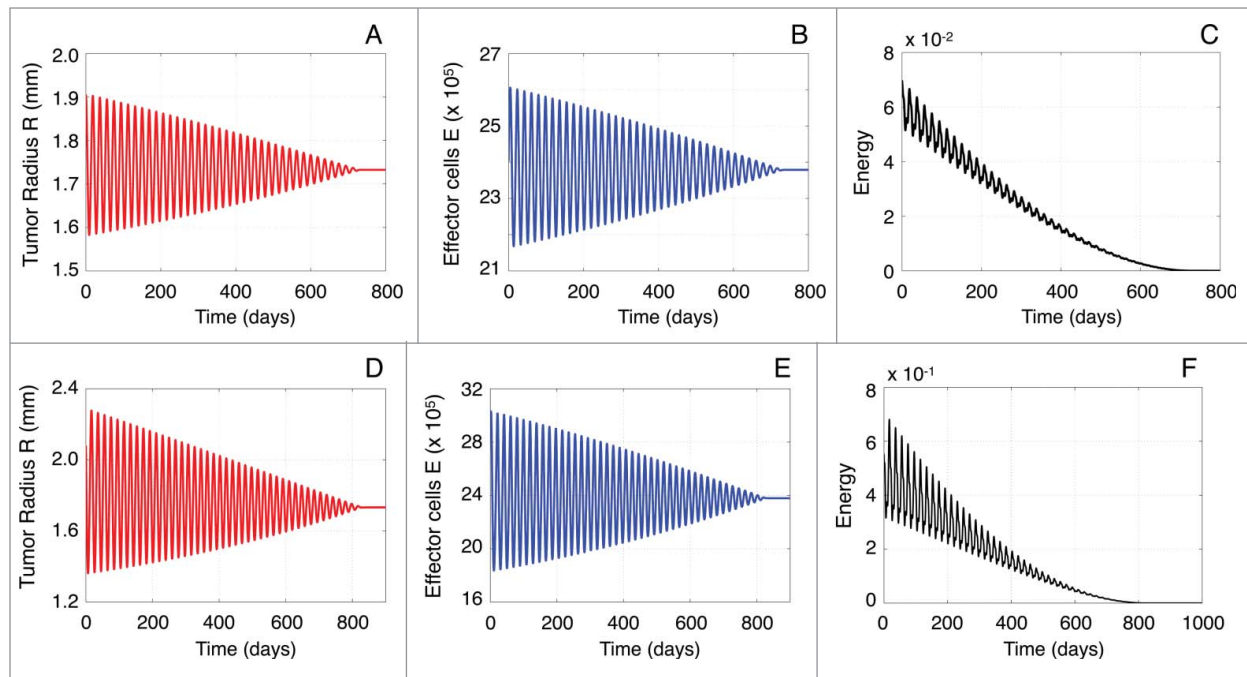 A
2.0
1.9
1.8
1.7
1.6
1.5
Tumor Radius R (mm)
0 200 400 600 800
Time (days)
B
27
25
23
21
Effector cells E (x 10⁵)
0 200 400 600 800
Time (days)
C
x 10⁻²
8
6
4
2
0
Energy
0 200 400 600 800
Time (days)
D
2.4
2.0
1.6
1.2
Tumor Radius R (mm)
0 200 400 600 800
Time (days)
E
32
28
24
20
16
Effector cells E (x 10⁵)
0 200 400 600 800
Time (days)
F
x 10⁻¹
8
6
4
2
0
Energy
0 200 400 600 800 1000
Time (days)